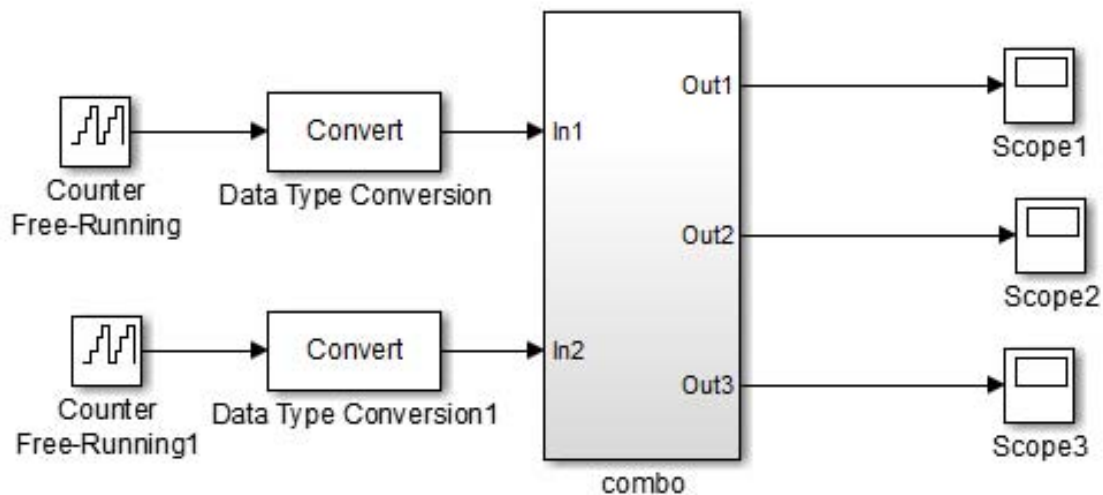 Out1
Scope1
Convert
In1
Counter
Free-Running
Data Type Conversion
Out2
Scope2
Convert
In2
Counter
Free-Running1
Data Type Conversion1
Out3
Scope3
combo